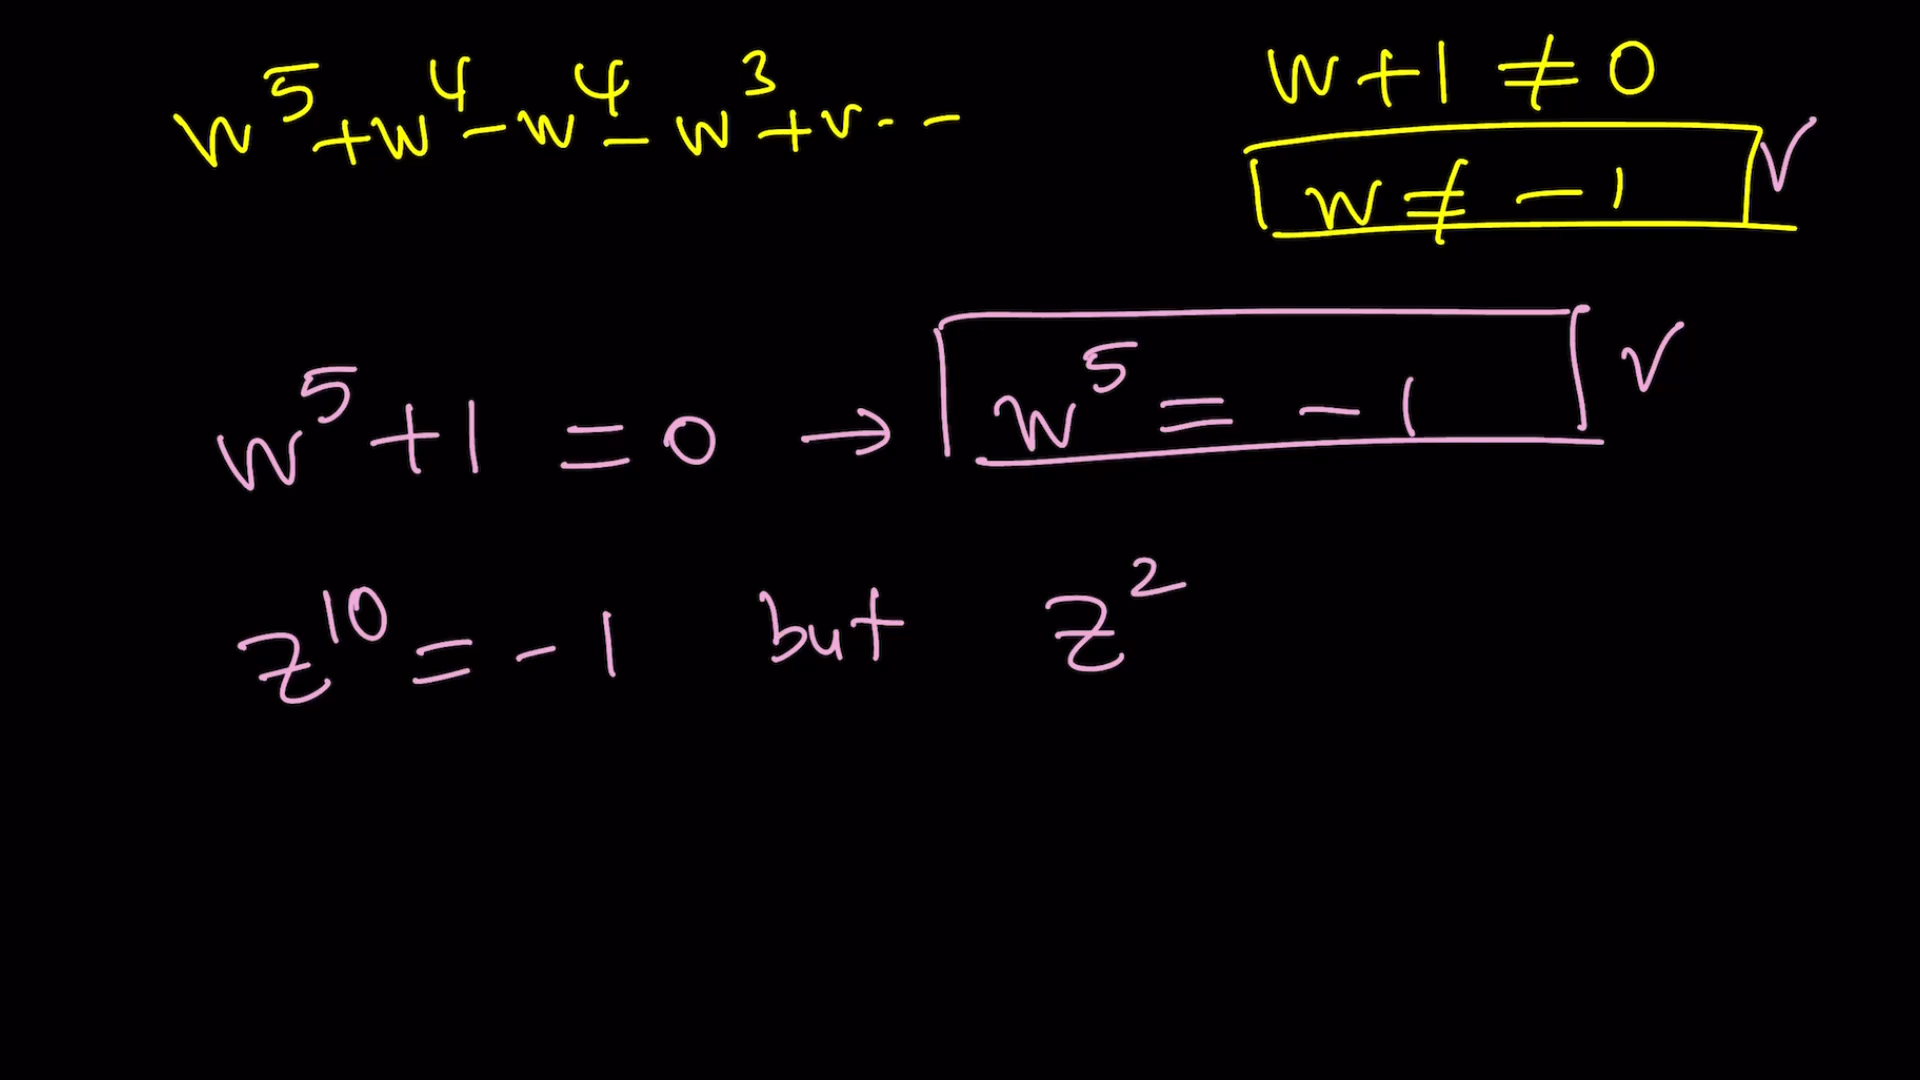 w⁵+w⁴-w⁴-w³+w---
w+1≠0
w≠-1 ✓
w⁵+1=0 → w⁵=-1 ✓
z¹⁰=-1 but z²